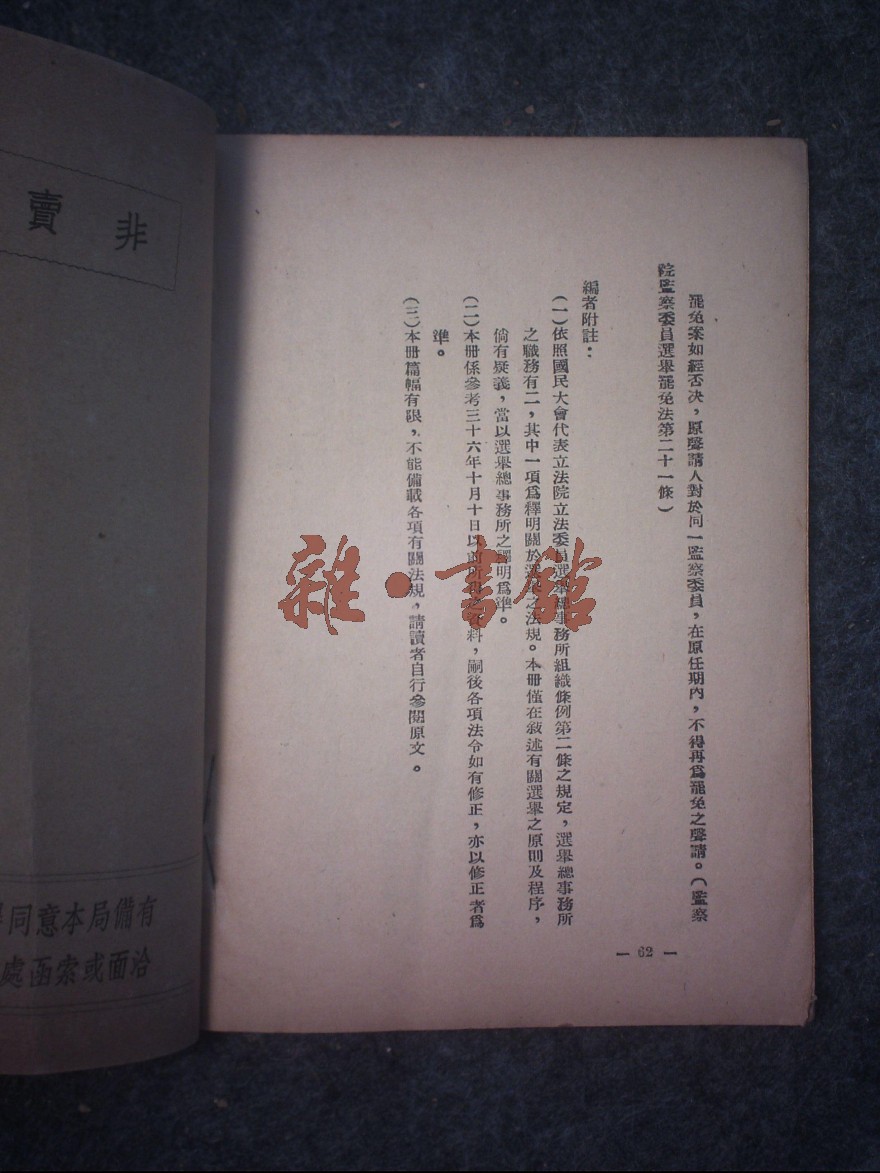 罷免案如經否決，原聲請人對於同一監察委員，在原任期內，不得再爲罷免之聲請。（監察
院監察委員選舉罷免法第二十一條）
編者附註：
（一）依照國民大會代表立法院立法委員選舉總事務所組織條例第二條之規定，選舉總事務所
之職務有二，其中一項爲釋明關於選舉之法規。本冊僅在敍述有關選舉之原則及程序，
倘有疑義，當以選舉總事務所之釋明爲準。
（二）本冊係參考三十六年十月十日以前所料，嗣後各項法令如有修正，亦以修正者爲
準。
（三）本冊篇幅有限，不能備載各項有關法規，請讀者自行參閱原文。
— 62 —
雜·書館
非賣
有備局本意同
洽面或索函處